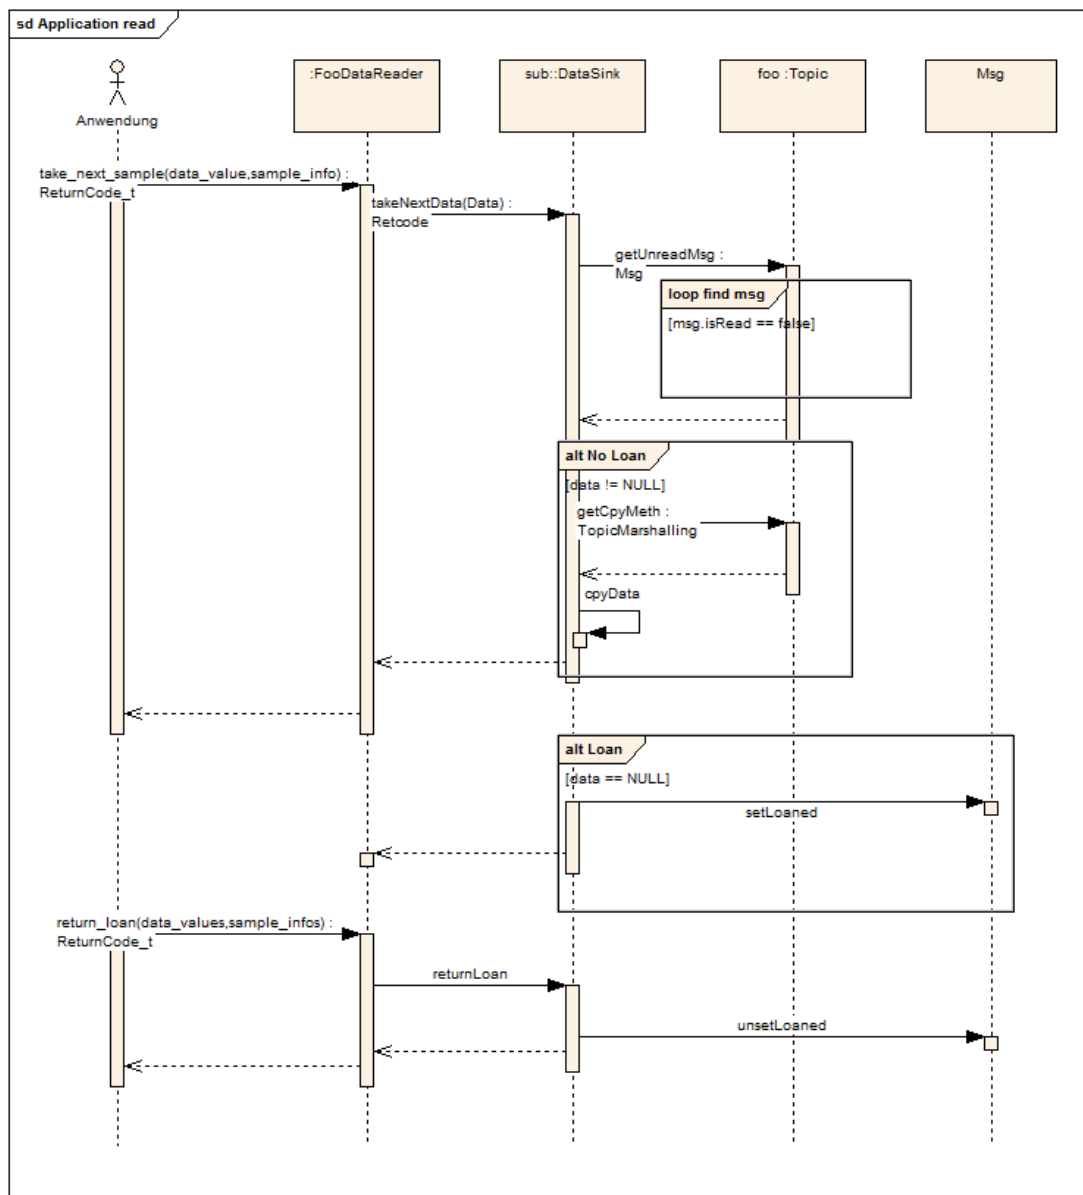 sd Application read
:FooDataReader
sub::DataSink
foo :Topic
Msg
Anwendung
take_next_sample(data_value,sample_info) :
ReturnCode_t
takeNextData(Data) :
Retcode
getUnreadMsg :
Msg
loop find msg
[msg.isRead == false]
alt No Loan
[data != NULL]
getCpyMeth :
TopicMarshalling
cpyData
alt Loan
[data == NULL]
setLoaned
return_loan(data_values,sample_infos) :
ReturnCode_t
returnLoan
unsetLoaned